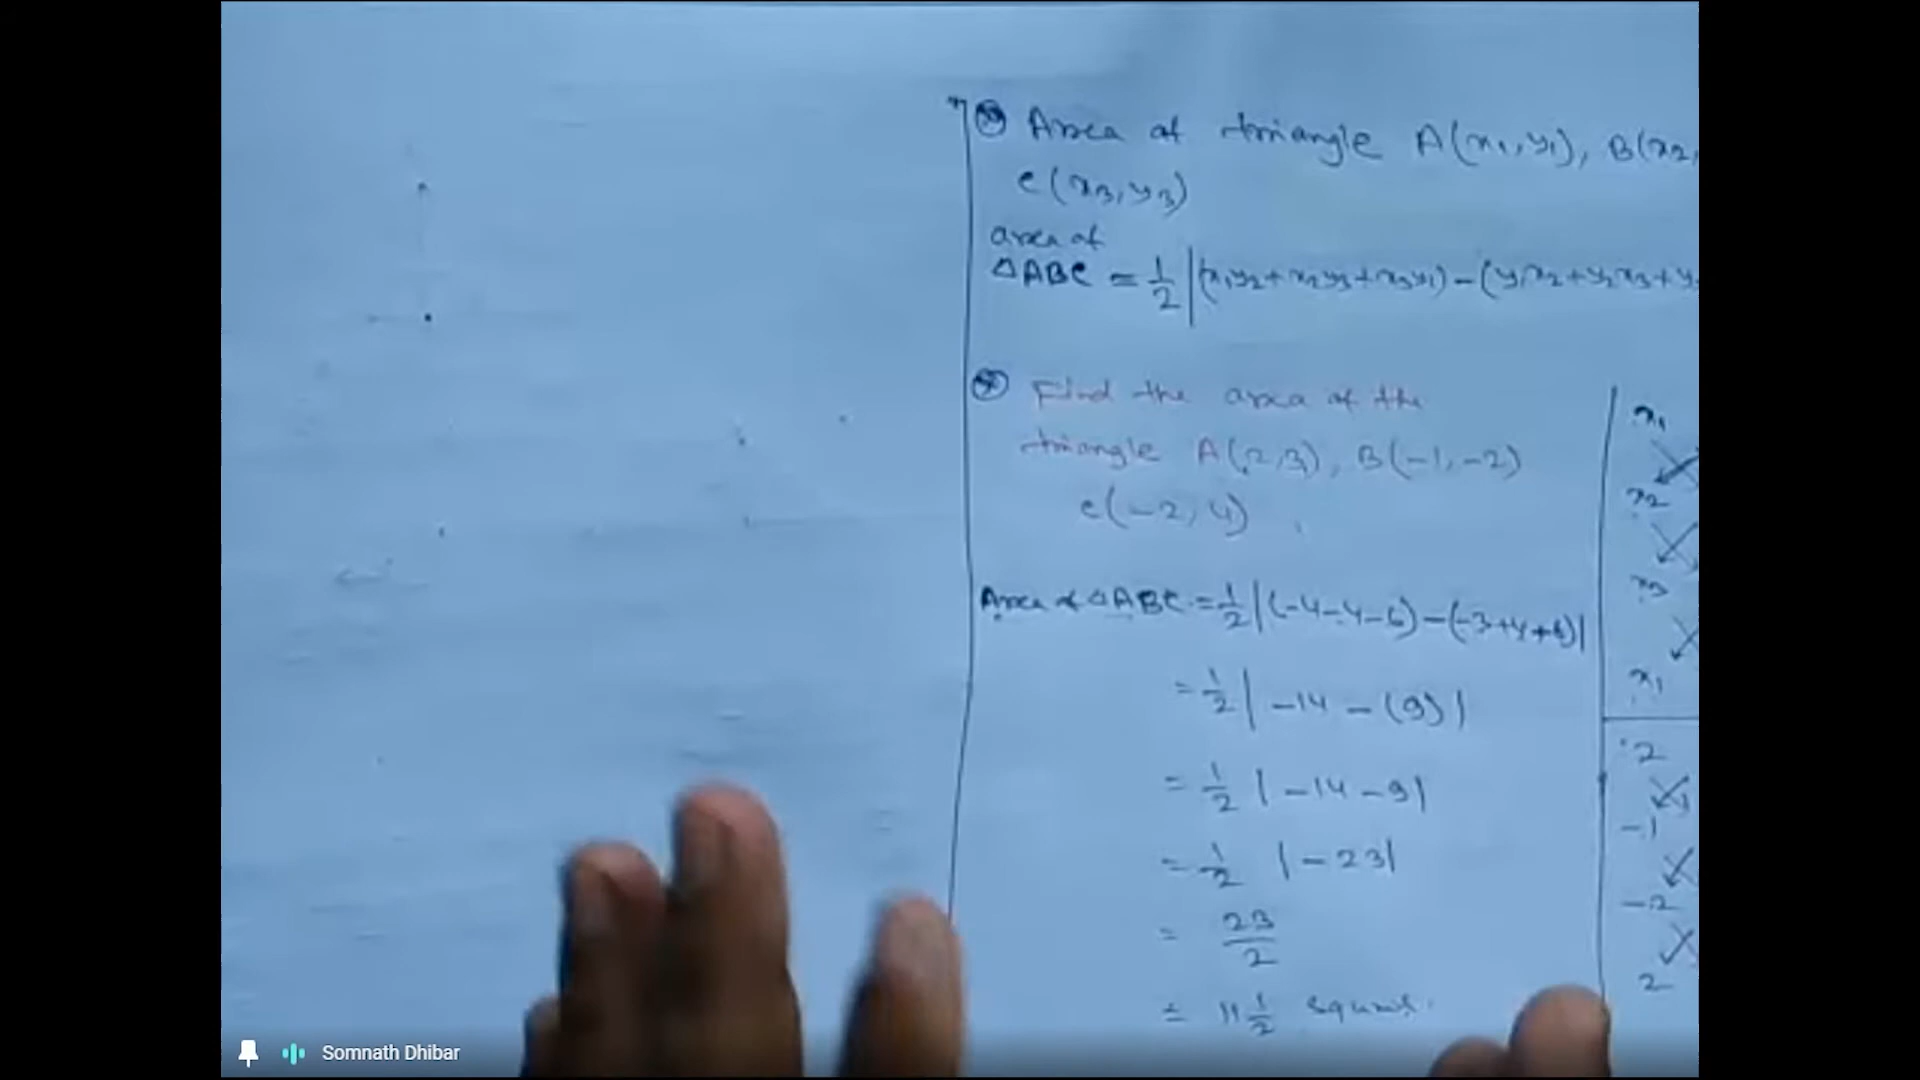 Area of triangle A(x1,y1), B(x2,
C(x3,y3)
area of
△ABC = 1/2 |(x1y2+x2y3+x3y1)-(y1x2+y2x3+y
Find the area of the
triangle A(2,3), B(-1,-2)
C(-2,4)
Area of △ABC = 1/2 |(-4-4-6)-(-3+4+8)|
= 1/2 | -14 - (9) |
= 1/2 | -14 - 9 |
= 1/2 | -23 |
= 23/2
= 11 1/2
x1
x2
x3
x1
2
-1
-2
2
Somnath Dhibar